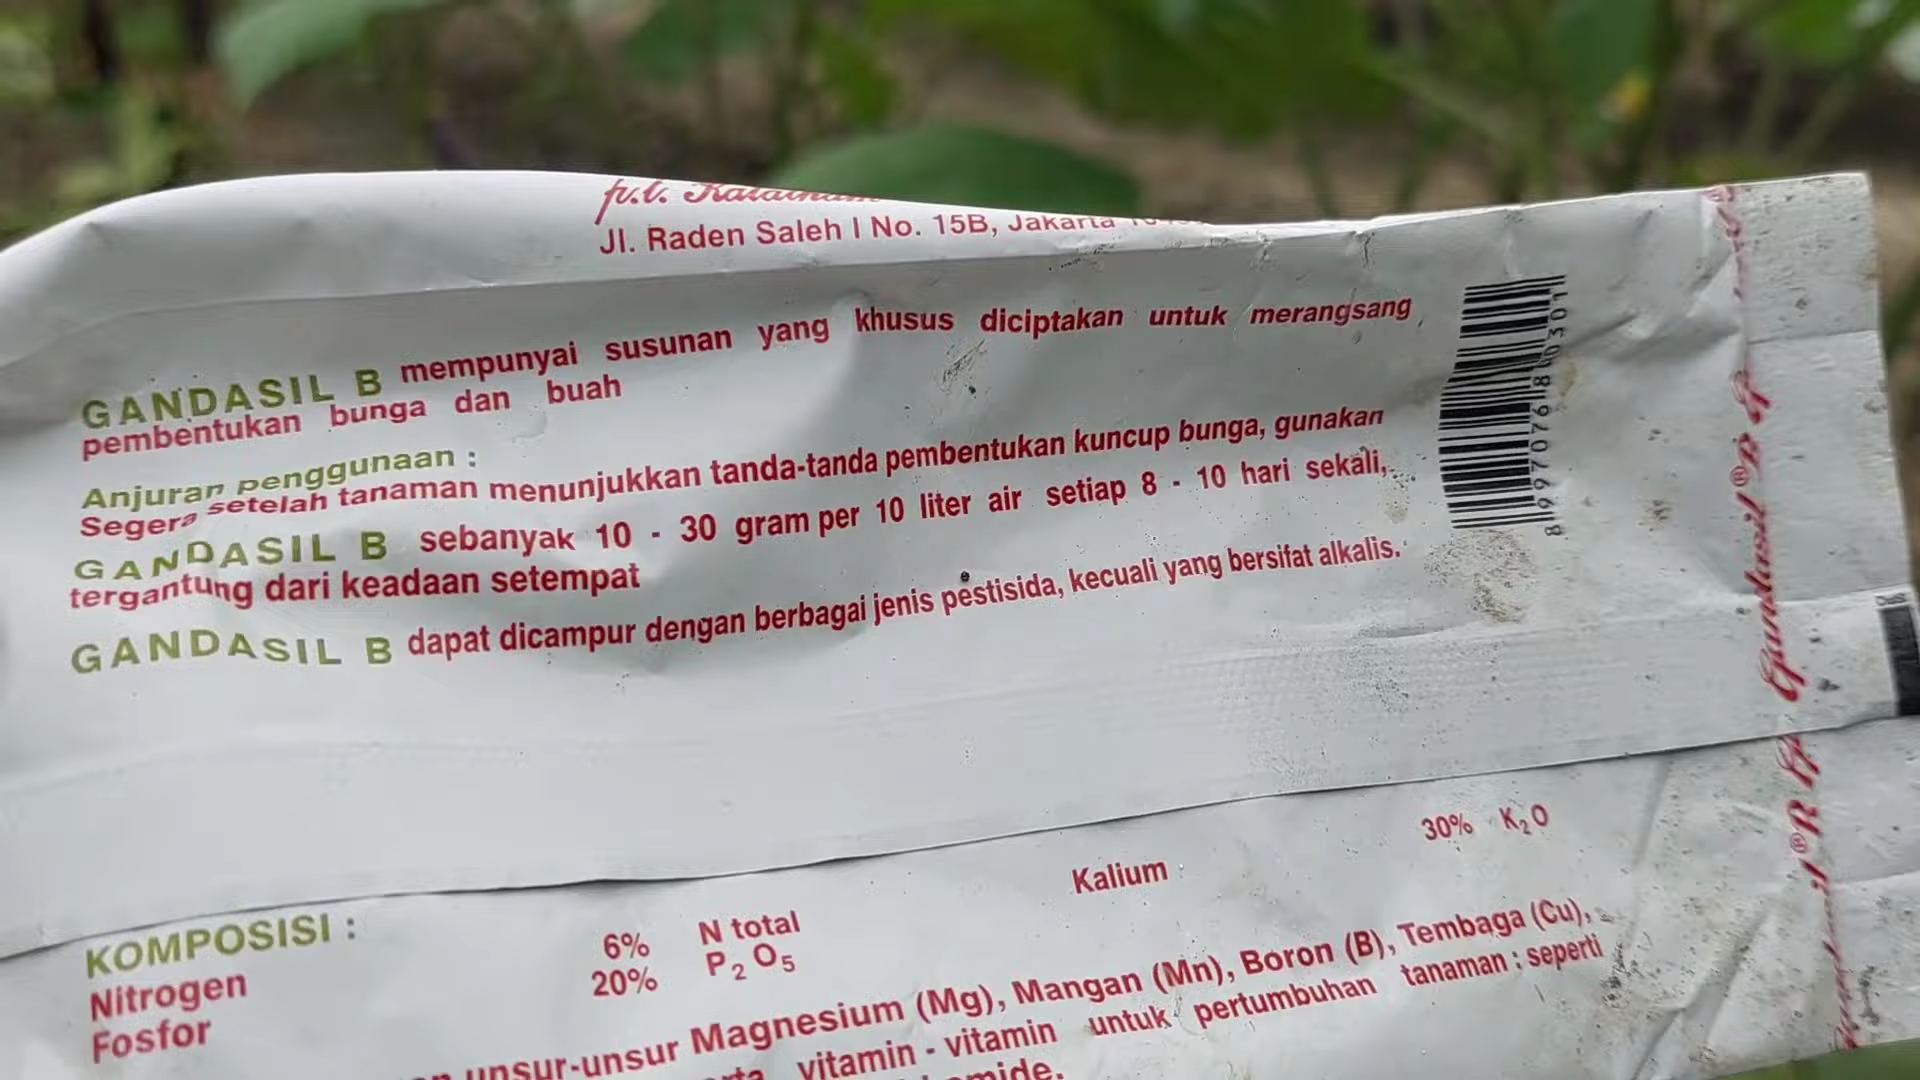 p.t.
Jl. Raden Saleh I No. 15B, Jakarta
GANDASIL B mempunyai susunan yang khusus diciptakan untuk merangsang
pembentukan bunga dan buah
Anjuran penggunaan :
Segera setelah tanaman menunjukkan tanda-tanda pembentukan kuncup bunga, gunakan
GANDASIL B sebanyak 10 - 30 gram per 10 liter air setiap 8 - 10 hari sekali,
tergantung dari keadaan setempat
GANDASIL B dapat dicampur dengan berbagai jenis pestisida, kecuali yang bersifat alkalis.
8 997076 840301
Gandasil® B
KOMPOSISI :
Nitrogen 6% N total Kalium 30% K₂O
Fosfor 20% P₂O₅
unsur-unsur Magnesium (Mg), Mangan (Mn), Boron (B), Tembaga (Cu),
vitamin - vitamin untuk pertumbuhan tanaman : seperti